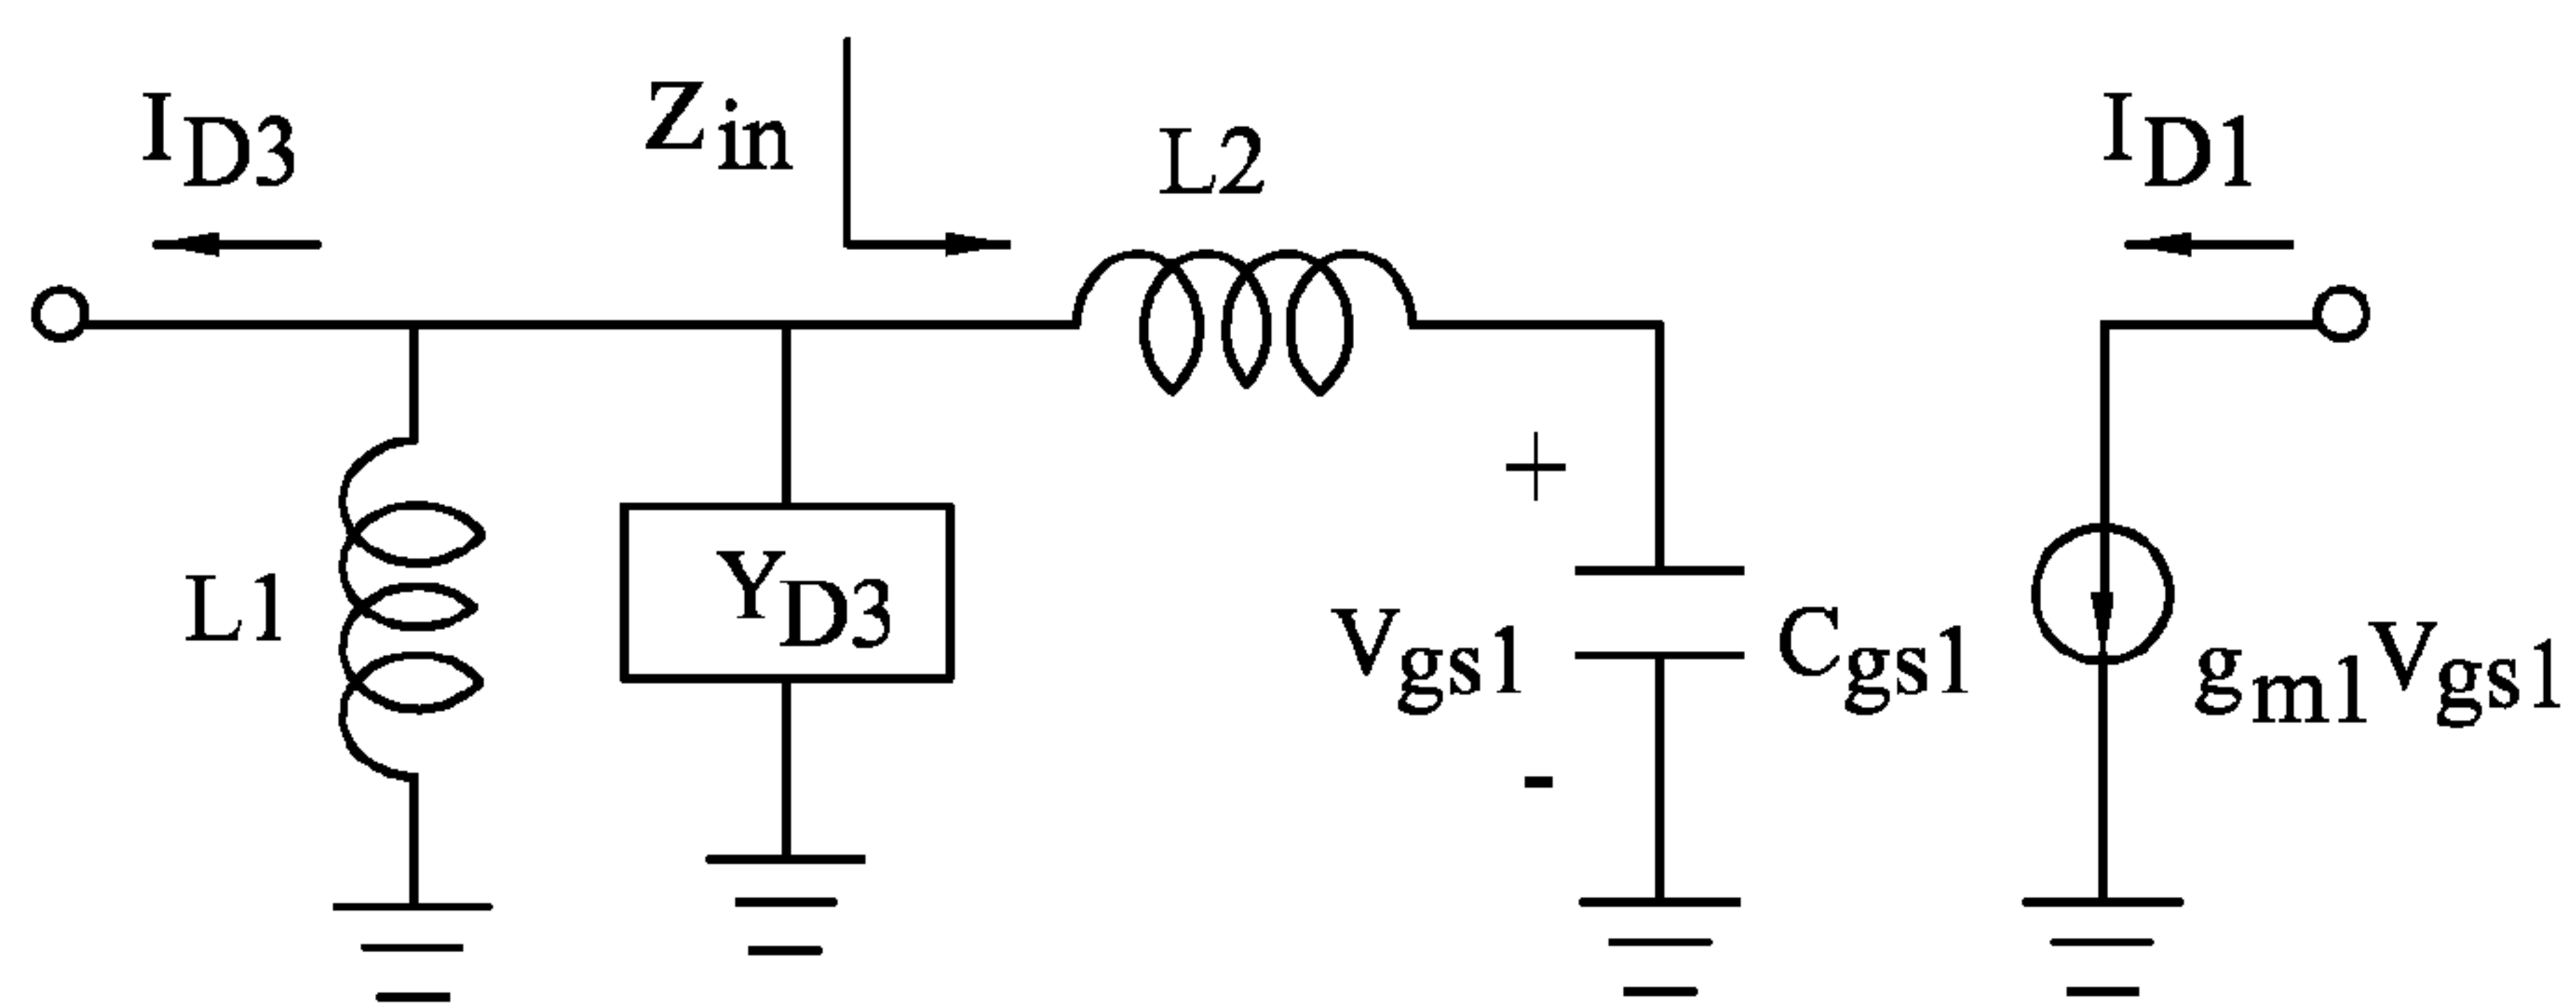 I_D3
Z_in
L2
I_D1
L1
Y_D3
+
V_gs1
-
C_gs1
g_m1V_gs1